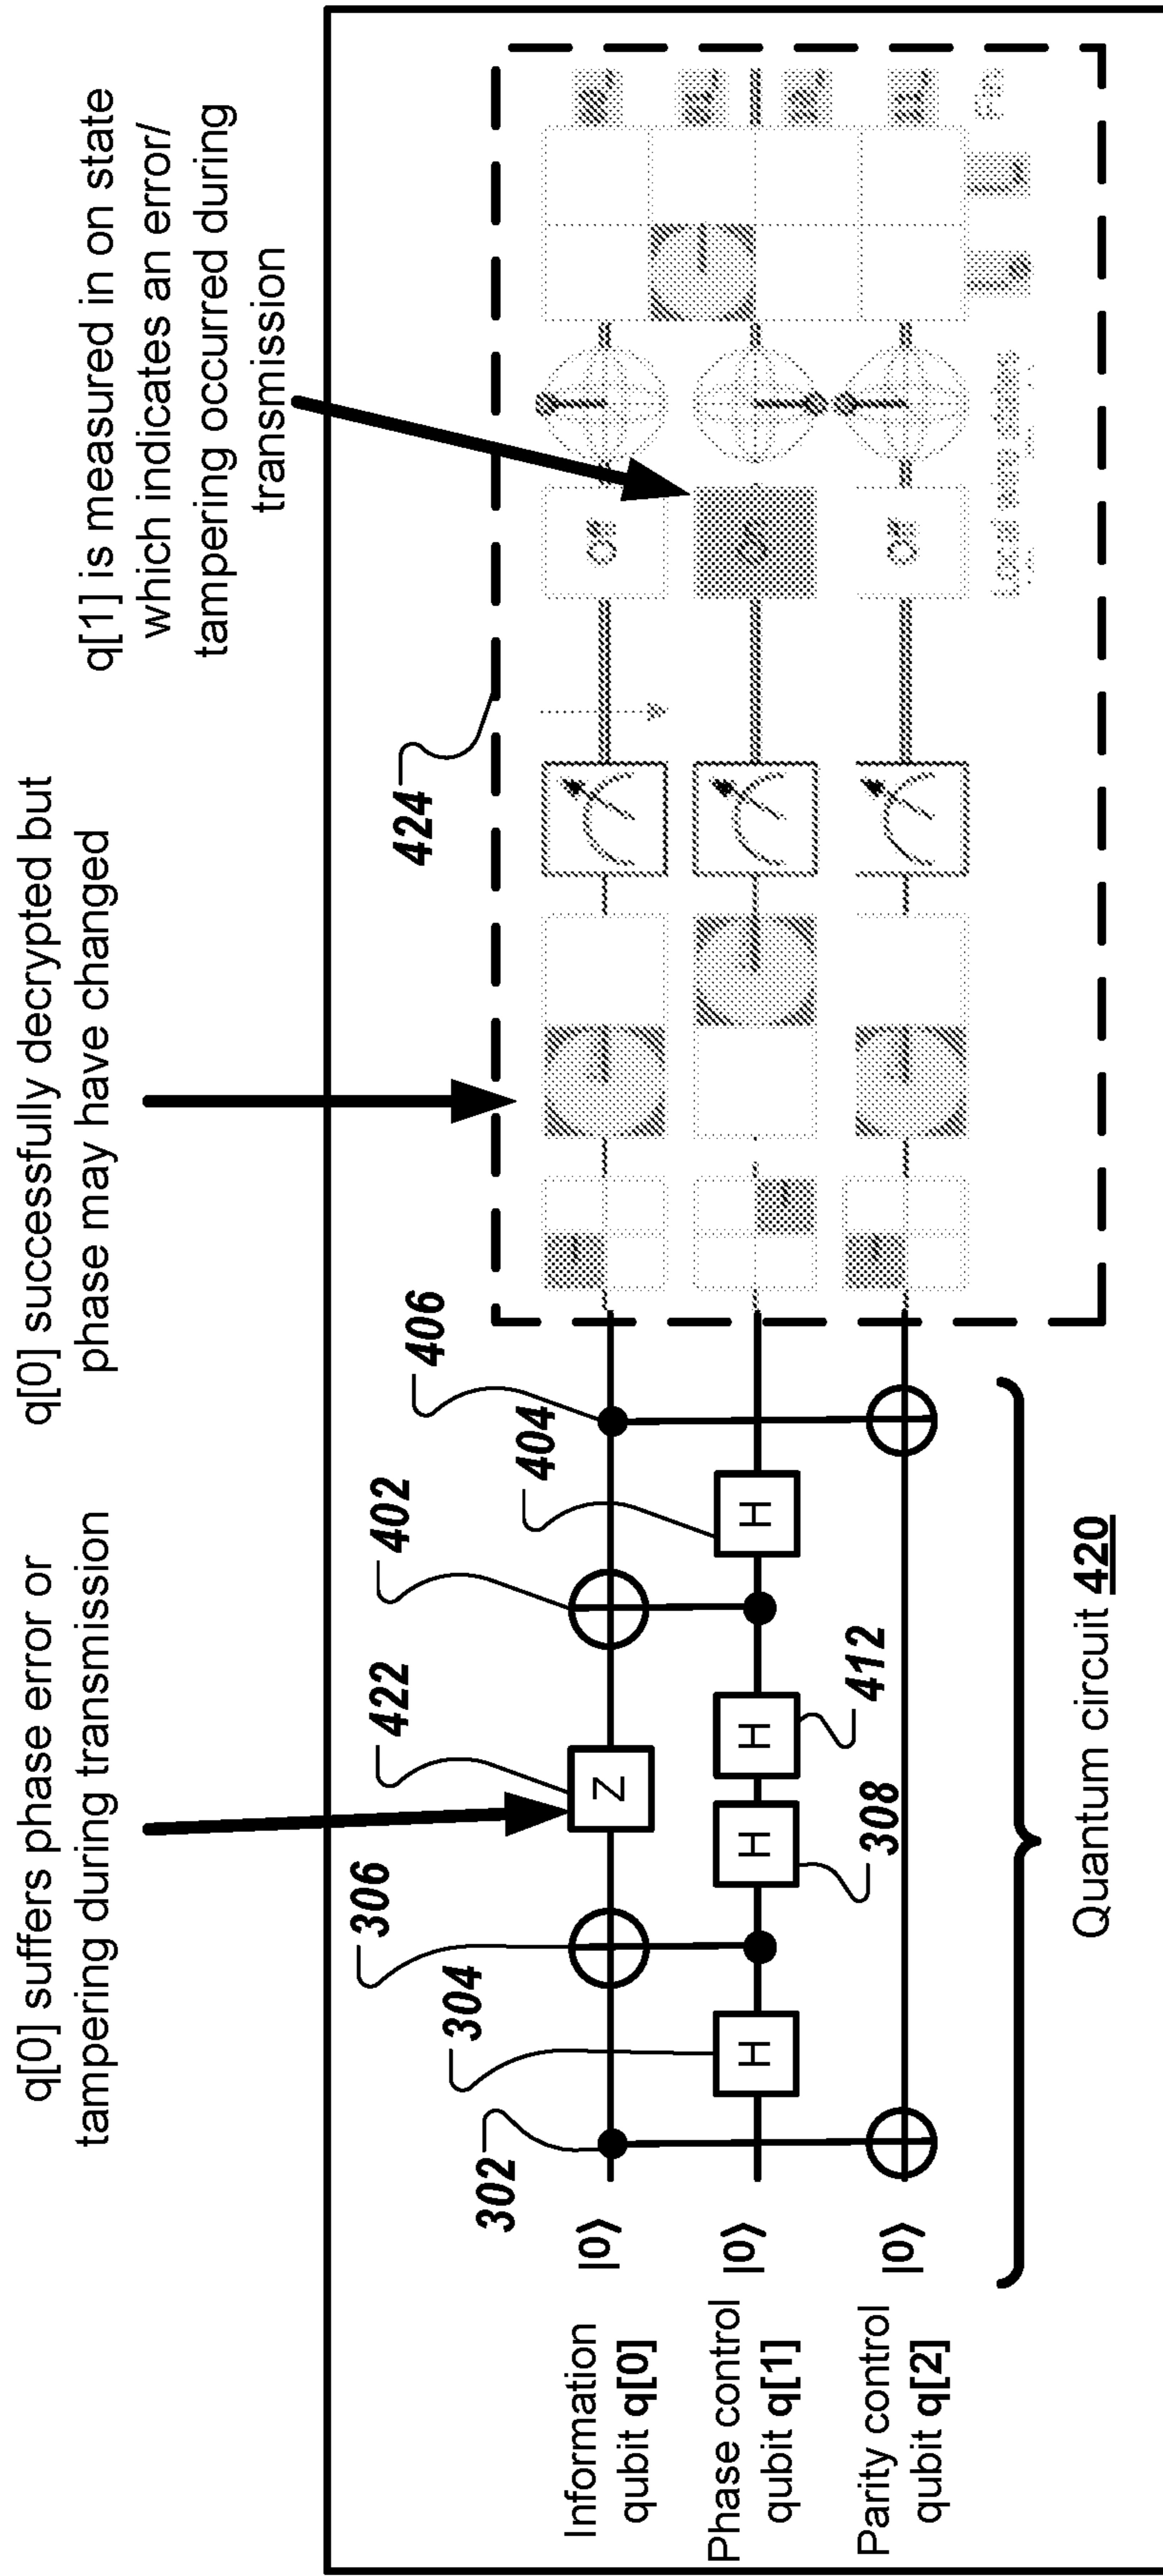 q[0] suffers phase error or
tampering during transmission
q[0] successfully decrypted but
phase may have changed
q[1] is measured in on state
which indicates an error/
tampering occurred during
transmission
302
304
306
422
402
404
406
424
Information
qubit q[0]
|0⟩
Z
Off
Phase control
qubit q[1]
|0⟩
H
H
H
H
308
412
Parity control
qubit q[2]
|0⟩
Off
Quantum circuit 420